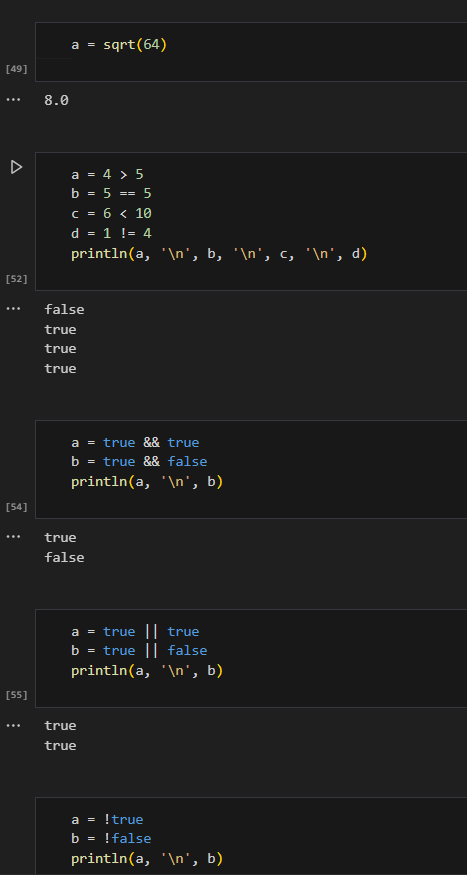 a = sqrt(64)
[49]
... 8.0
a = 4 > 5
b = 5 == 5
c = 6 < 10
d = 1 != 4
println(a, '\n', b, '\n', c, '\n', d)
[52]
... false
true
true
true
a = true && true
b = true && false
println(a, '\n', b)
[54]
... true
false
a = true || true
b = true || false
println(a, '\n', b)
[55]
... true
true
a = !true
b = !false
println(a, '\n', b)